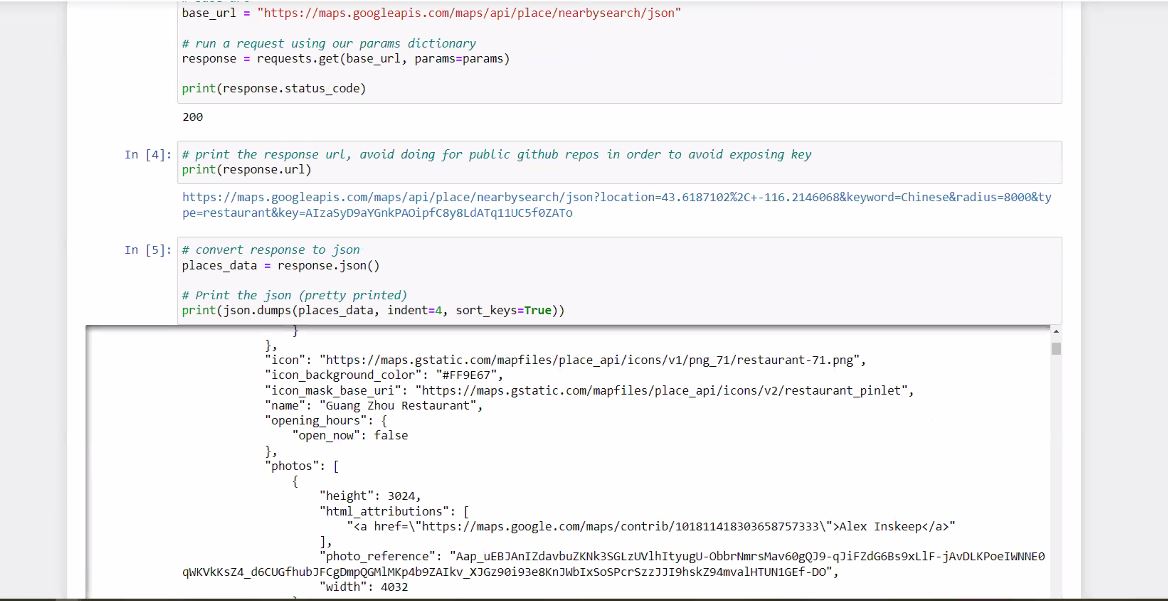 base_url = "https://maps.googleapis.com/maps/api/place/nearbysearch/json"
# run a request using our params dictionary
response = requests.get(base_url, params=params)
print(response.status_code)
200
In [4]: # print the response url, avoid doing for public github repos in order to avoid exposing key
print(response.url)
https://maps.googleapis.com/maps/api/place/nearbysearch/json?location=43.6187102%2C+-116.2146068&keyword=Chinese&radius=8000&ty
pe=restaurant&key=AIzaSyD9aYGnkPAOipfC8y8LdATq11UC5f0ZATo
In [5]: # convert response to json
places_data = response.json()
# Print the json (pretty printed)
print(json.dumps(places_data, indent=4, sort_keys=True))
}
},
"icon": "https://maps.gstatic.com/mapfiles/place_api/icons/v1/png_71/restaurant-71.png",
"icon_background_color": "#FF9E67",
"icon_mask_base_uri": "https://maps.gstatic.com/mapfiles/place_api/icons/v2/restaurant_pinlet",
"name": "Guang Zhou Restaurant",
"opening_hours": {
"open_now": false
},
"photos": [
{
"height": 3024,
"html_attributions": [
"<a href=\"https://maps.google.com/maps/contrib/101811418303658757333\">Alex Inskeep</a>"
],
"photo_reference": "Aap_uEBJAnIZdavbuZKNk3SGLzUVlhItyugU-ObbrNmrsMav60gQJ9-qJiFZdG6Bs9xLlF-jAvDLKPoeIWNNE0
qWKVkKsZ4_d6CUGfhubJFCgDmpQGMlMKp4b9ZAIkv_XJGz90i93e8KnJWbIxSoSPcrSzzJJI9hskZ94mvalHTUN1GEf-DO",
"width": 4032